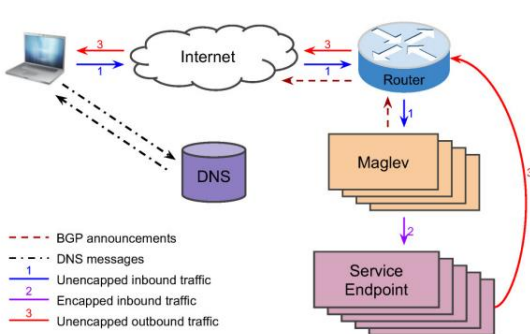 3
3
Internet
1
1
Router
1
DNS
Maglev
3
2
BGP announcements
DNS messages
1
Unencapped inbound traffic
2
Encapped inbound traffic
3
Unencapped outbound traffic
Service
Endpoint